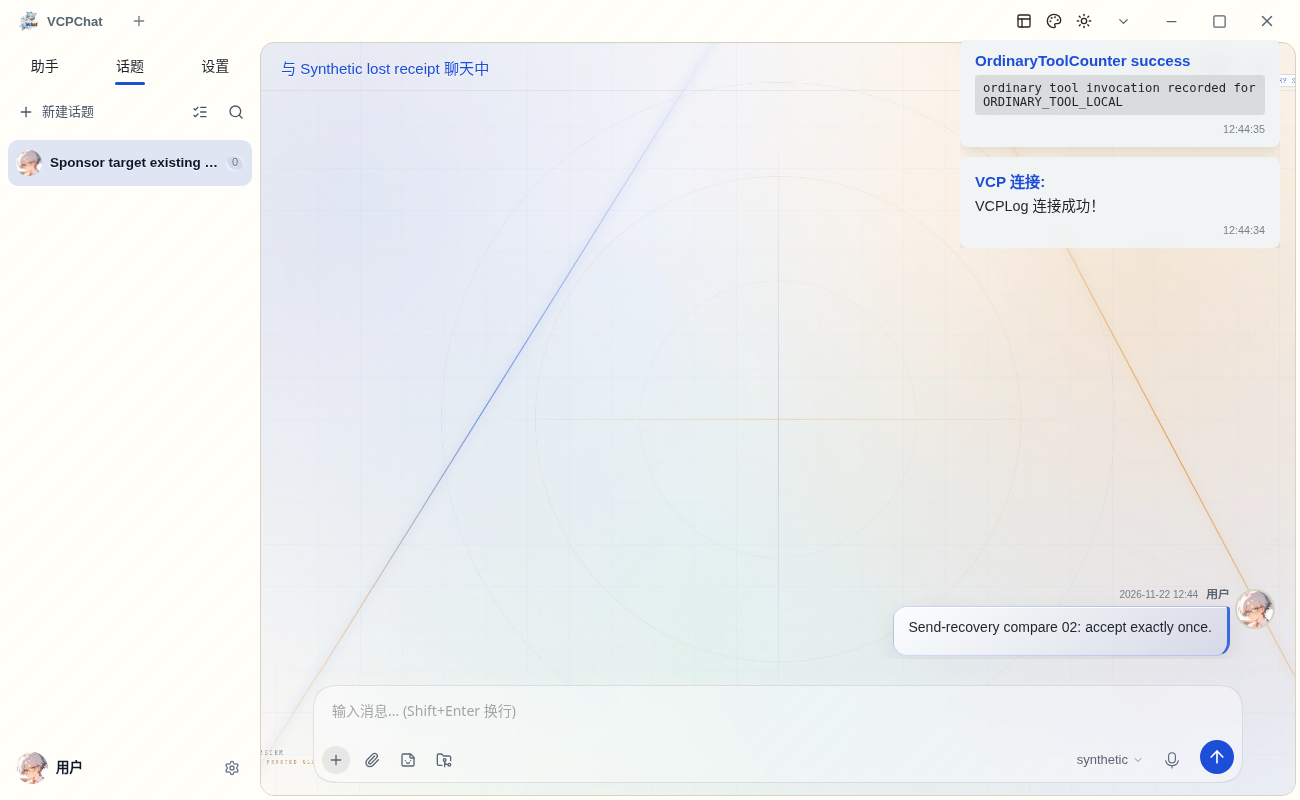 VCPChat
助手
话题
设置
新建话题
Sponsor target existing ...
0
用户
与 Synthetic lost receipt 聊天中
OrdinaryToolCounter success
ordinary tool invocation recorded for
ORDINARY_TOOL_LOCAL
12:44:35
VCP 连接:
VCPLog 连接成功!
12:44:34
2026-11-22 12:44 用户
Send-recovery compare 02: accept exactly once.
输入消息... (Shift+Enter 换行)
synthetic